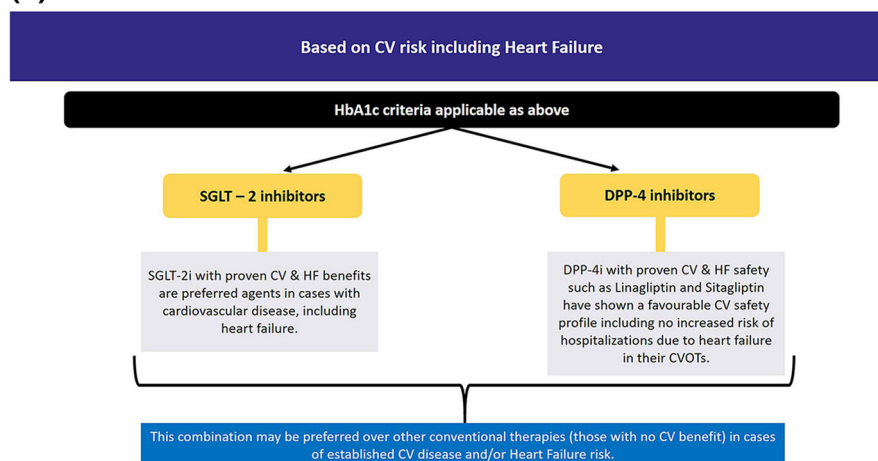 Based on CV risk including Heart Failure
HbA1c criteria applicable as above
SGLT – 2 inhibitors
DPP-4 inhibitors
SGLT-2i with proven CV & HF benefits
are preferred agents in cases with
cardiovascular disease, including
heart failure.
DPP-4i with proven CV & HF safety
such as Linagliptin and Sitagliptin
have shown a favourable CV safety
profile including no increased risk of
hospitalizations due to heart failure
in their CVOTs.
This combination may be preferred over other conventional therapies (those with no CV benefit) in cases
of established CV disease and/or Heart Failure risk.